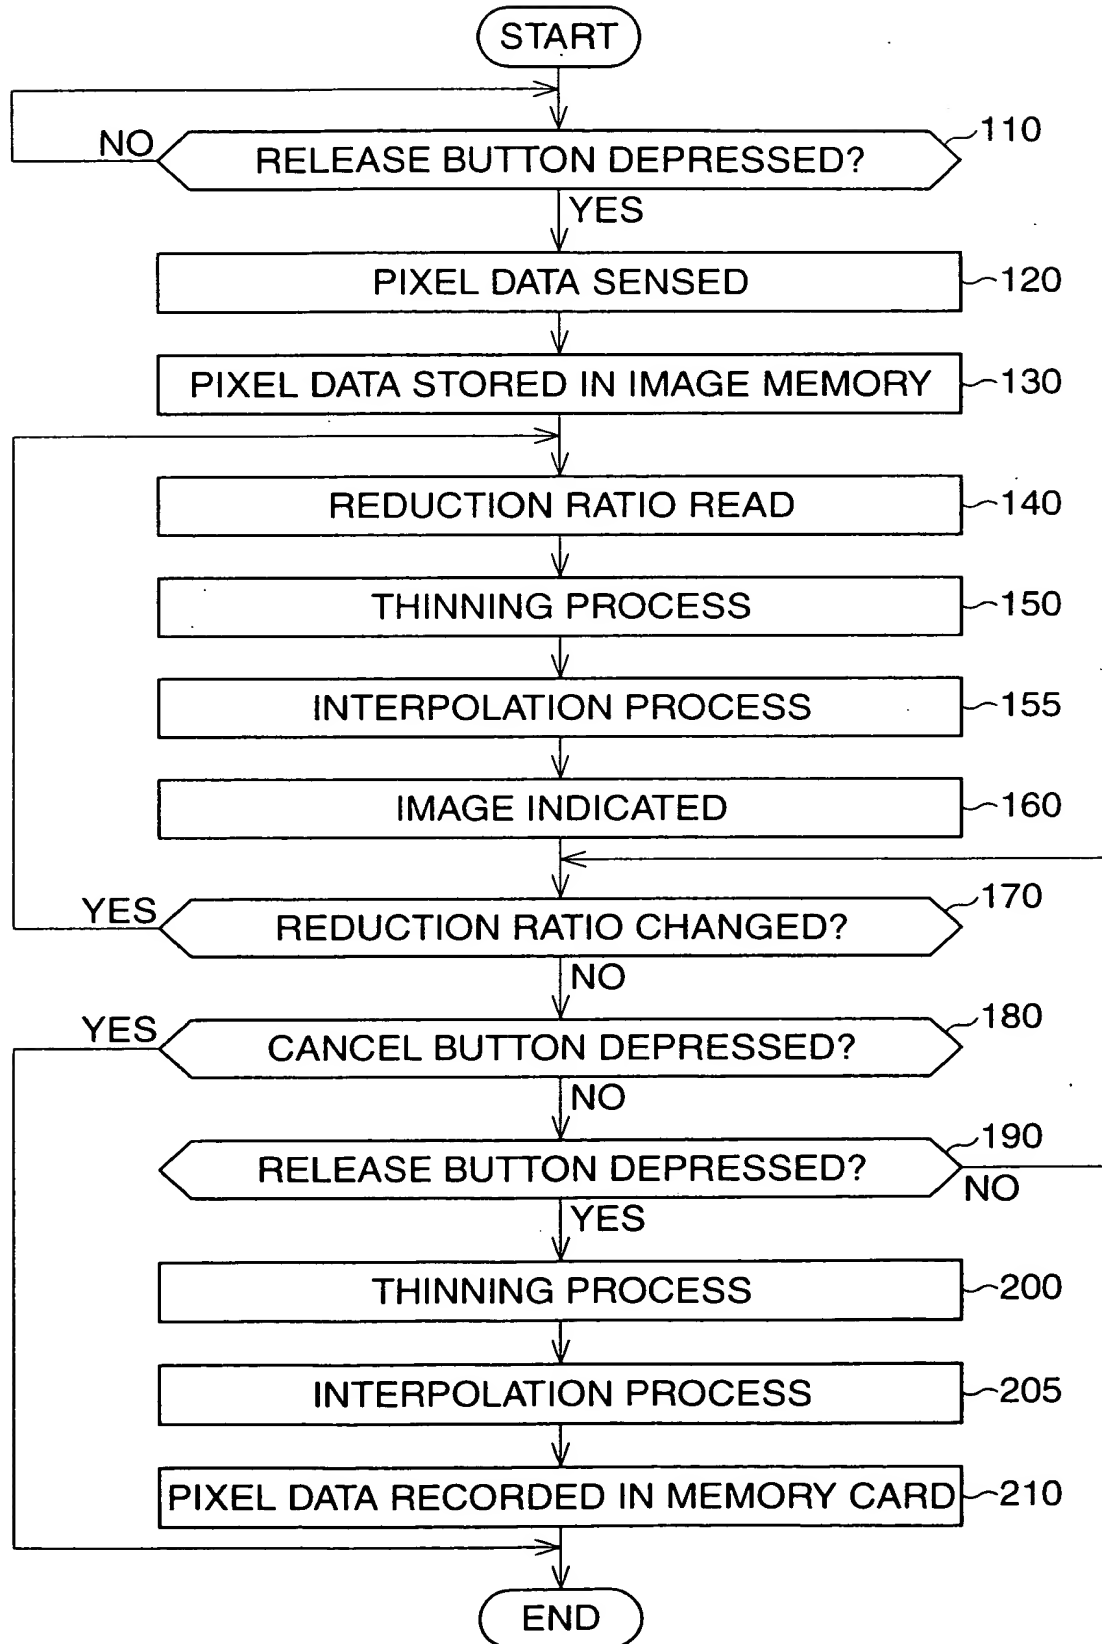 START
NO
RELEASE BUTTON DEPRESSED?
110
YES
PIXEL DATA SENSED
120
PIXEL DATA STORED IN IMAGE MEMORY
130
REDUCTION RATIO READ
140
THINNING PROCESS
150
INTERPOLATION PROCESS
155
IMAGE INDICATED
160
YES
REDUCTION RATIO CHANGED?
170
NO
YES
CANCEL BUTTON DEPRESSED?
180
NO
RELEASE BUTTON DEPRESSED?
190
NO
YES
THINNING PROCESS
200
INTERPOLATION PROCESS
205
PIXEL DATA RECORDED IN MEMORY CARD
210
END